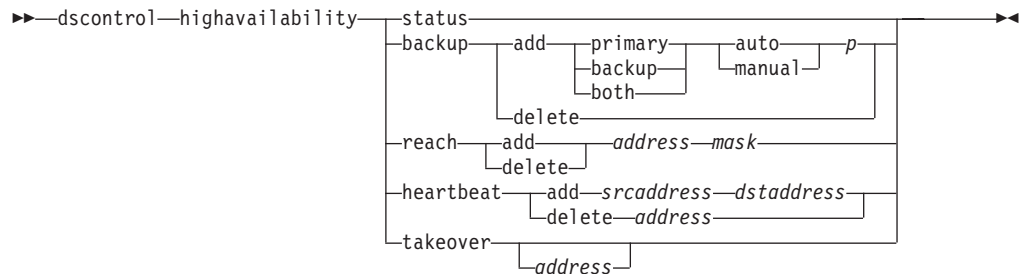 dscontrol highavailability status
backup add primary auto p
backup manual
both
delete
reach add address mask
delete
heartbeat add srcaddress dstaddress
delete address
takeover
address